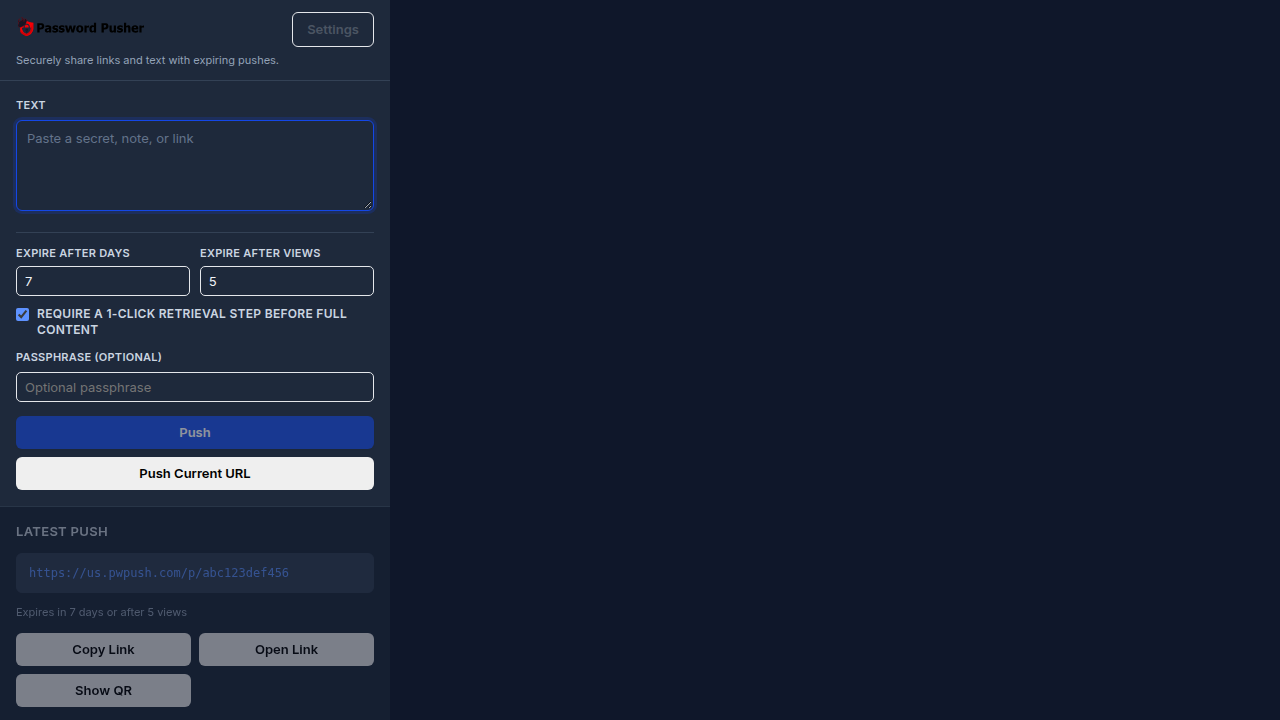 Password Pusher
Settings
Securely share links and text with expiring pushes.
TEXT
Paste a secret, note, or link
EXPIRE AFTER DAYS
EXPIRE AFTER VIEWS
7
5
REQUIRE A 1-CLICK RETRIEVAL STEP BEFORE FULL
CONTENT
PASSPHRASE (OPTIONAL)
Optional passphrase
Push
Push Current URL
LATEST PUSH
https://us.pwpush.com/p/abc123def456
Expires in 7 days or after 5 views
Copy Link
Open Link
Show QR